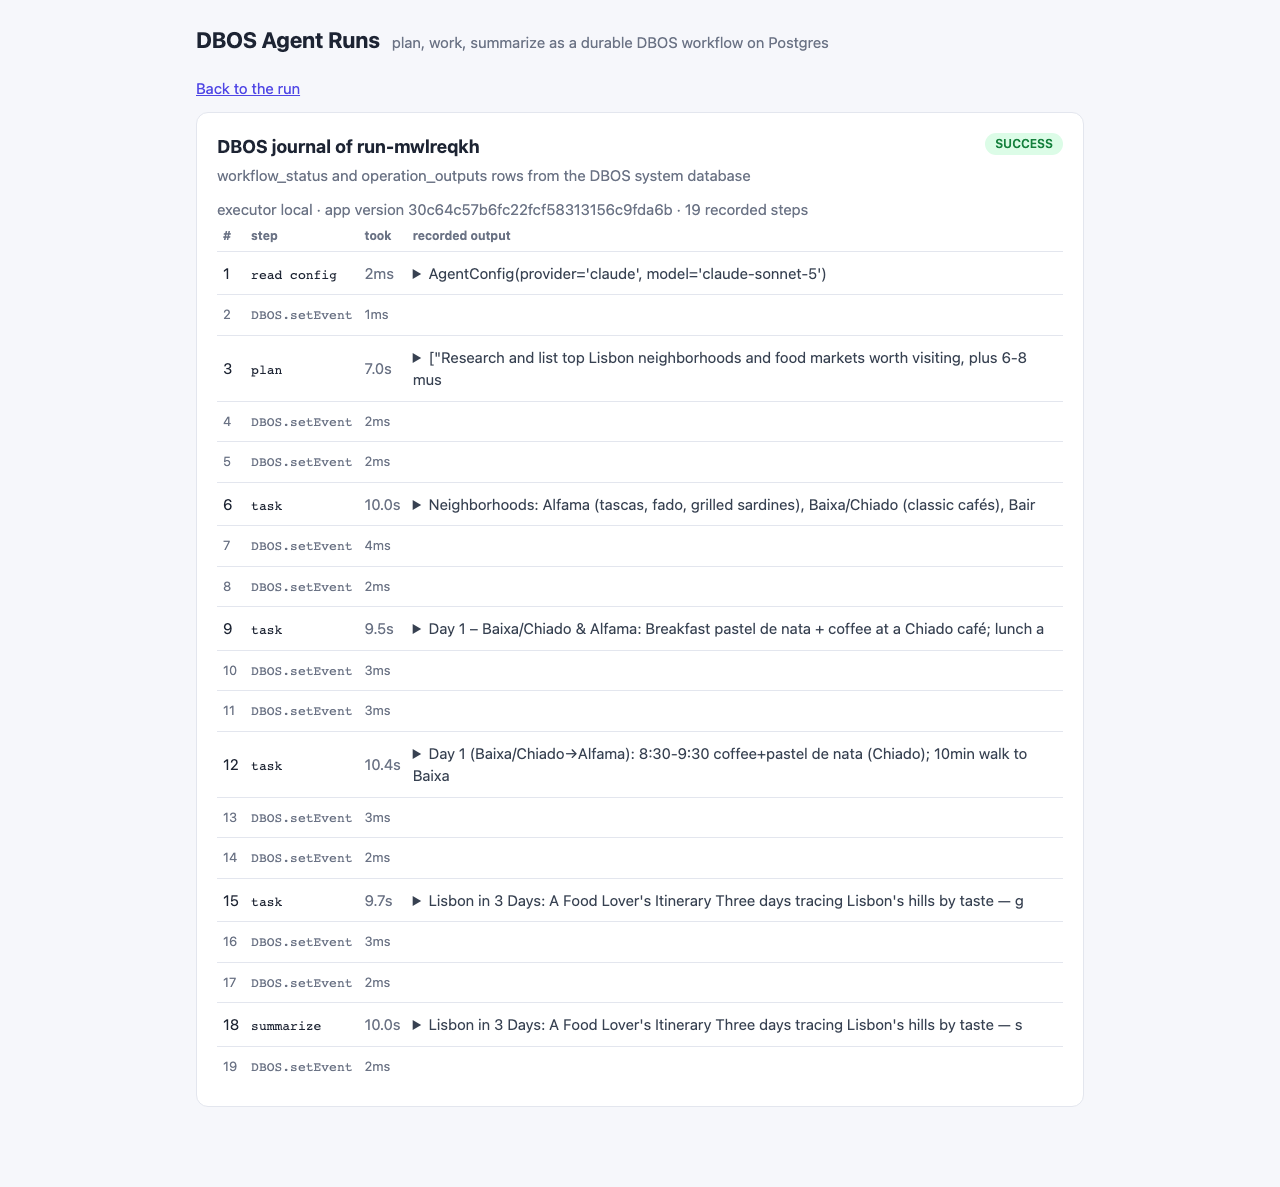 DBOS Agent Runs plan, work, summarize as a durable DBOS workflow on Postgres
Back to the run
DBOS journal of run-mwlreqkh SUCCESS
workflow_status and operation_outputs rows from the DBOS system database
executor local · app version 30c64c57b6fc22fcf58313156c9fda6b · 19 recorded steps
# step took recorded output
1 read config 2ms ▶ AgentConfig(provider='claude', model='claude-sonnet-5')
2 DBOS.setEvent 1ms
3 plan 7.0s ▶ ["Research and list top Lisbon neighborhoods and food markets worth visiting, plus 6-8
mus
4 DBOS.setEvent 2ms
5 DBOS.setEvent 2ms
6 task 10.0s ▶ Neighborhoods: Alfama (tascas, fado, grilled sardines), Baixa/Chiado (classic cafés), Bair
7 DBOS.setEvent 4ms
8 DBOS.setEvent 2ms
9 task 9.5s ▶ Day 1 – Baixa/Chiado & Alfama: Breakfast pastel de nata + coffee at a Chiado café; lunch a
10 DBOS.setEvent 3ms
11 DBOS.setEvent 3ms
12 task 10.4s ▶ Day 1 (Baixa/Chiado→Alfama): 8:30-9:30 coffee+pastel de nata (Chiado); 10min walk to
Baixa
13 DBOS.setEvent 3ms
14 DBOS.setEvent 2ms
15 task 9.7s ▶ Lisbon in 3 Days: A Food Lover's Itinerary Three days tracing Lisbon's hills by taste — g
16 DBOS.setEvent 3ms
17 DBOS.setEvent 2ms
18 summarize 10.0s ▶ Lisbon in 3 Days: A Food Lover's Itinerary Three days tracing Lisbon's hills by taste — s
19 DBOS.setEvent 2ms